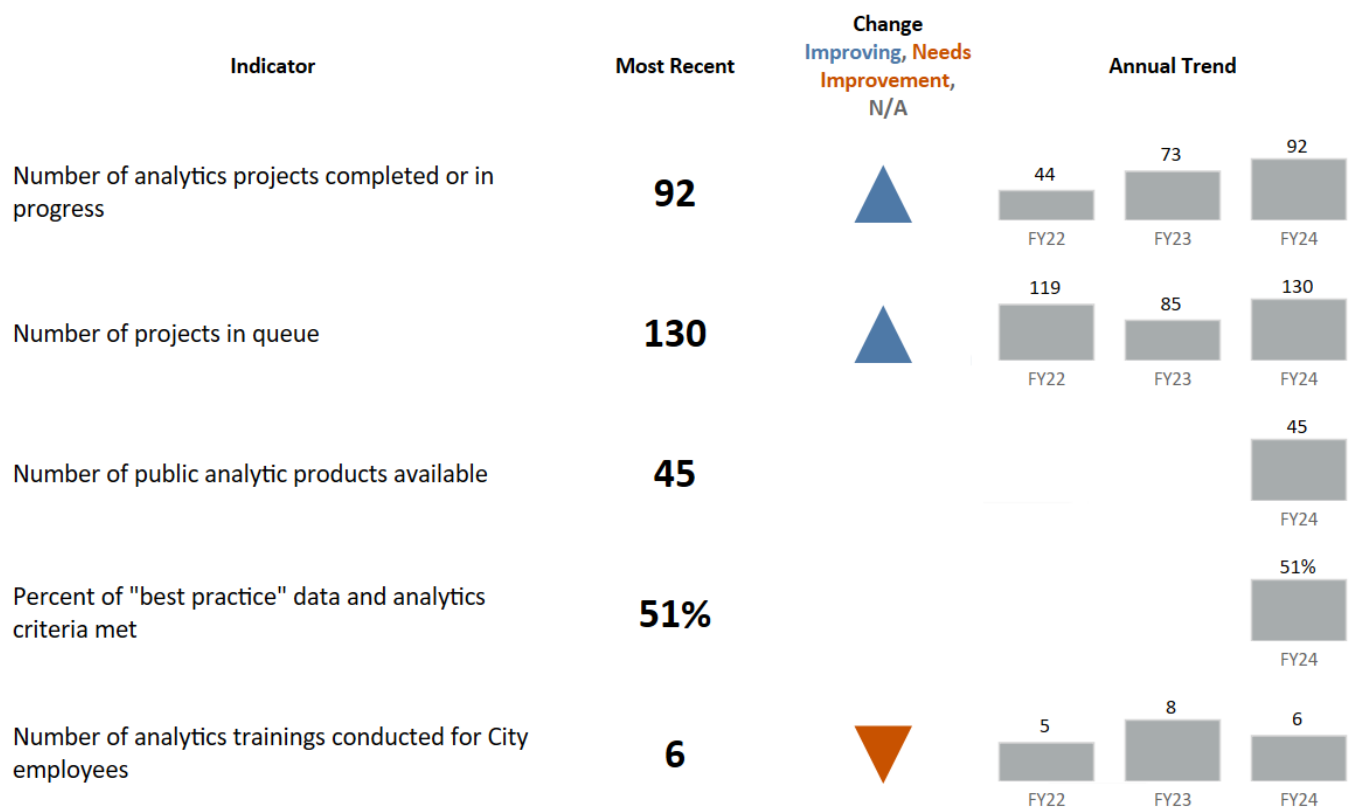 Indicator
Most Recent
Change
Improving, Needs
Improvement,
N/A
Annual Trend
Number of analytics projects completed or in
progress
92
44
73
92
FY22
FY23
FY24
Number of projects in queue
130
119
85
130
FY22
FY23
FY24
Number of public analytic products available
45
45
FY24
Percent of "best practice" data and analytics
criteria met
51%
51%
FY24
Number of analytics trainings conducted for City
employees
6
5
8
6
FY22
FY23
FY24